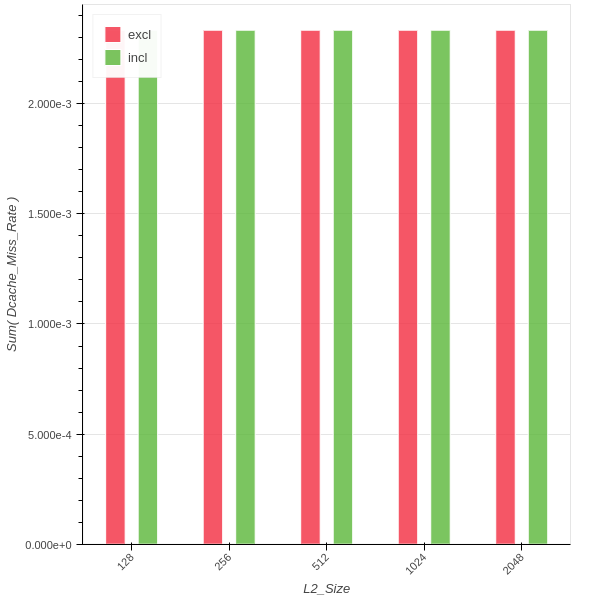 excl
incl
2.000e-3
1.500e-3
1.000e-3
5.000e-4
0.000e+0
Sum( Dcache_Miss_Rate )
128
256
512
1024
2048
L2_Size